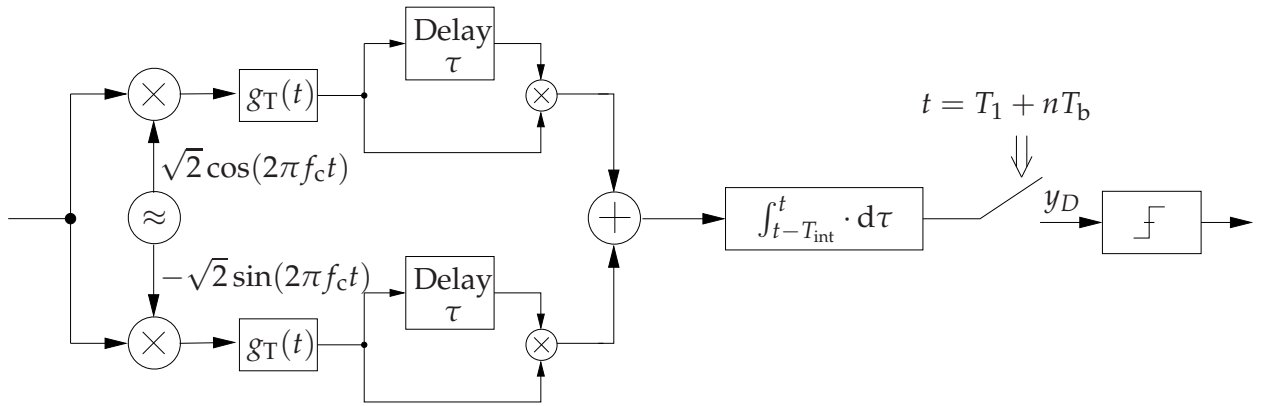 Delay
τ
g_T(t)
t = T_1 + nT_b
√2 cos(2πf_c t)
y_D
∫_{t−T_int}^{t} · dτ
−√2 sin(2πf_c t)
Delay
τ
g_T(t)